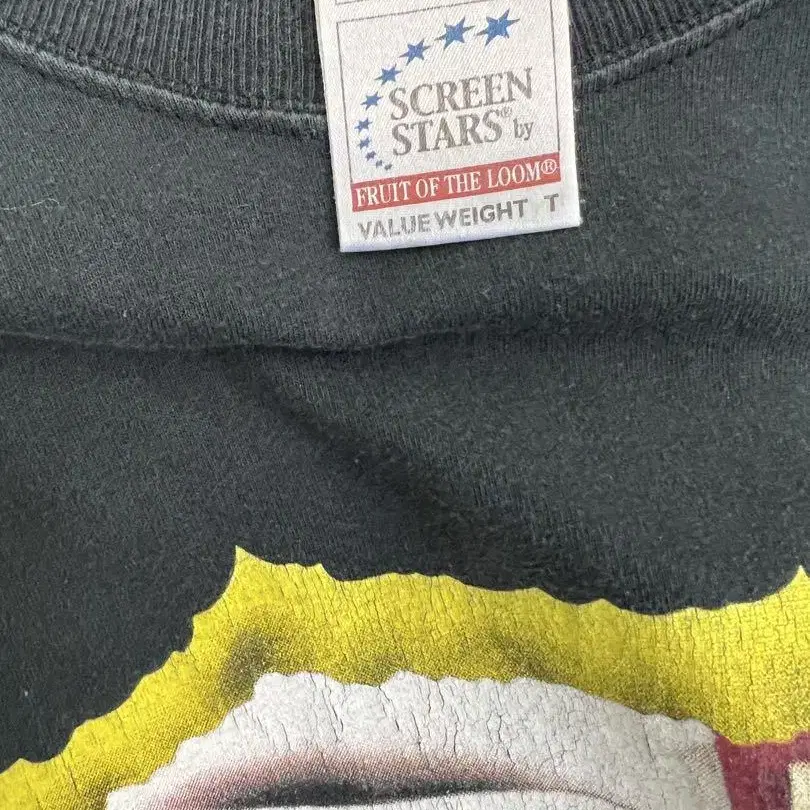 SCREEN
STARS® by
FRUIT OF THE LOOM®
VALUE WEIGHT T